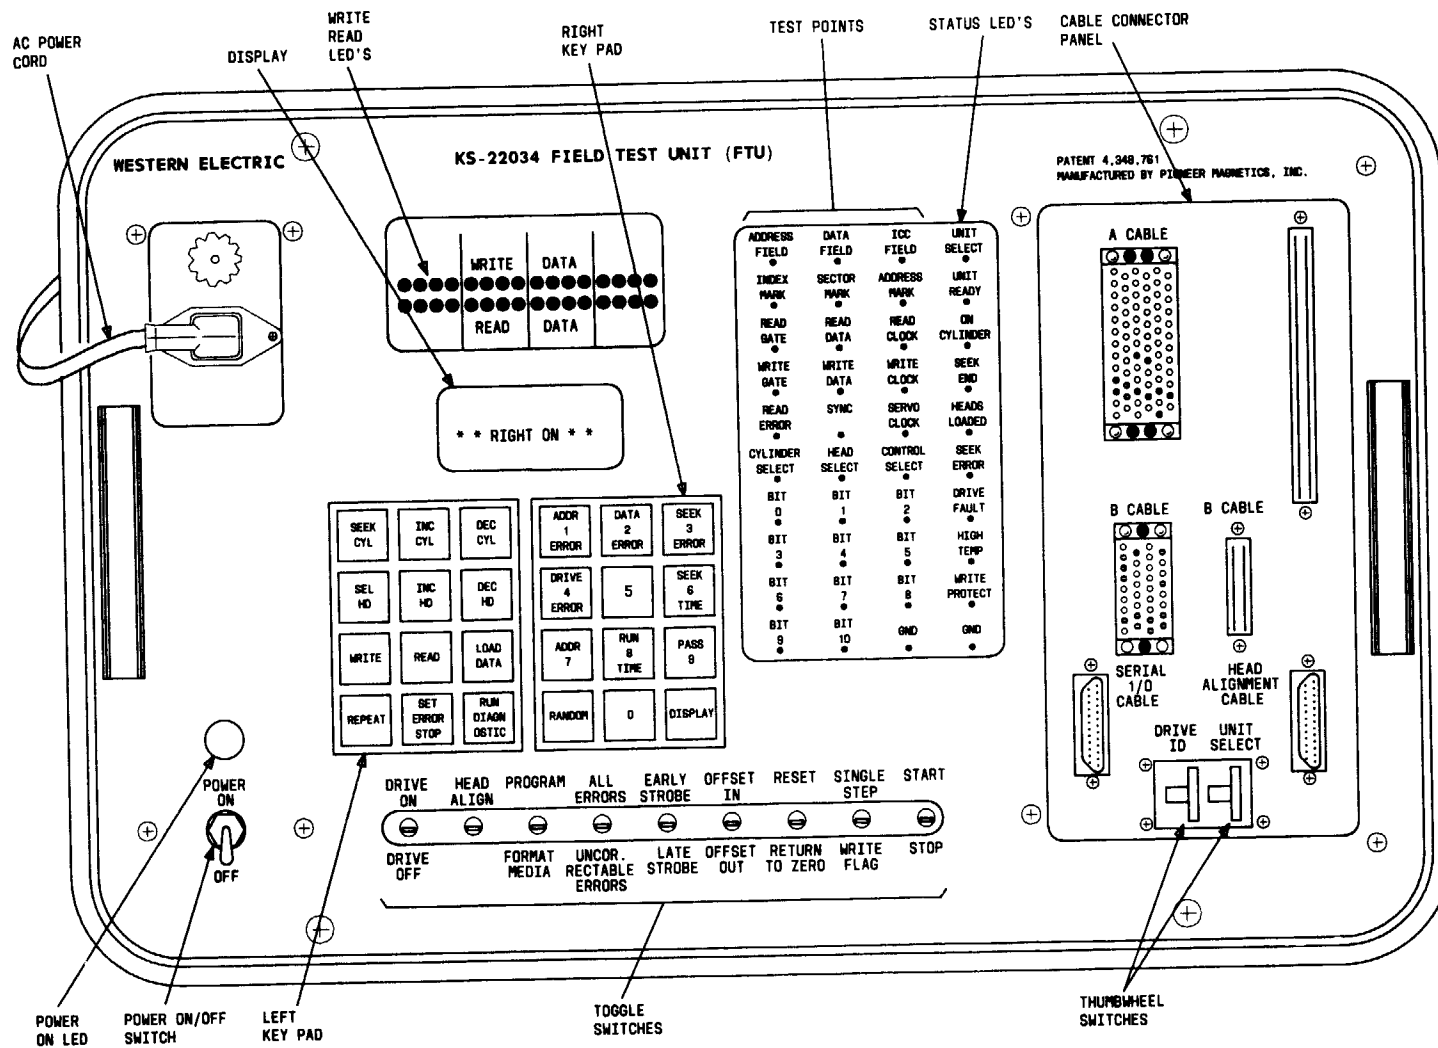 AC POWER
CORD
DISPLAY
WRITE
READ
LED'S
RIGHT
KEY PAD
TEST POINTS
STATUS LED'S
CABLE CONNECTOR
PANEL
WESTERN ELECTRIC
KS-22034 FIELD TEST UNIT (FTU)
PATENT 4,348,761
MANUFACTURED BY PIONEER MAGNETICS, INC.
WRITE DATA
READ DATA
* * RIGHT ON * *
ADDRESS DATA ICC UNIT
FIELD FIELD FIELD SELECT
INDEX SECTOR ADDRESS UNIT
MARK MARK MARK READY
READ READ READ ON
GATE DATA CLOCK CYLINDER
WRITE WRITE WRITE SEEK
GATE DATA CLOCK END
READ SYNC SERVO HEADS
ERROR CLOCK LOADED
CYLINDER HEAD CONTROL SEEK
SELECT SELECT SELECT ERROR
BIT BIT BIT DRIVE
0 1 2 FAULT
BIT BIT BIT HIGH
3 4 5 TEMP
BIT BIT BIT WRITE
6 7 8 PROTECT
BIT BIT GND GND
9 10
SEEK INC DEC
CYL CYL CYL
SEL INC DEC
HD HD HD
WRITE READ LOAD
DATA
REPEAT SET RUN
ERROR DIAGN
STOP OSTIC
ADDR DATA SEEK
1 2 3
ERROR ERROR ERROR
DRIVE 5 SEEK
4 6
ERROR TIME
ADDR RUN PASS
7 8 9
TIME
RANDOM 0 DISPLAY
A CABLE
B CABLE B CABLE
SERIAL HEAD
I/O ALIGNMENT
CABLE CABLE
DRIVE UNIT
ID SELECT
POWER
ON
OFF
DRIVE HEAD PROGRAM ALL EARLY OFFSET RESET SINGLE START
ON ALIGN ERRORS STROBE IN STEP
DRIVE FORMAT UNCOR. LATE OFFSET RETURN WRITE STOP
OFF MEDIA RECTABLE STROBE OUT TO ZERO FLAG
ERRORS
POWER
ON LED
POWER ON/OFF
SWITCH
LEFT
KEY PAD
TOGGLE
SWITCHES
THUMBWHEEL
SWITCHES